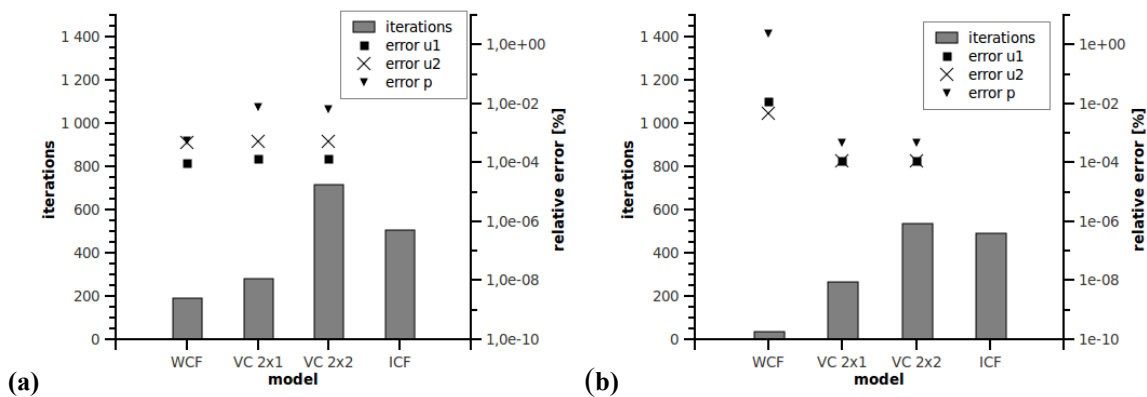 iterations
error u1
error u2
error p
1 400
1 200
1 000
800
600
400
200
0
iterations
1,0e+00
1,0e-02
1,0e-04
1,0e-06
1,0e-08
1,0e-10
relative error [%]
WCF
VC 2x1
VC 2x2
ICF
model
(a)
iterations
error u1
error u2
error p
1 400
1 200
1 000
800
600
400
200
0
iterations
1e+00
1e-02
1e-04
1e-06
1e-08
1e-10
relative error [%]
WCF
VC 2x1
VC 2x2
ICF
model
(b)